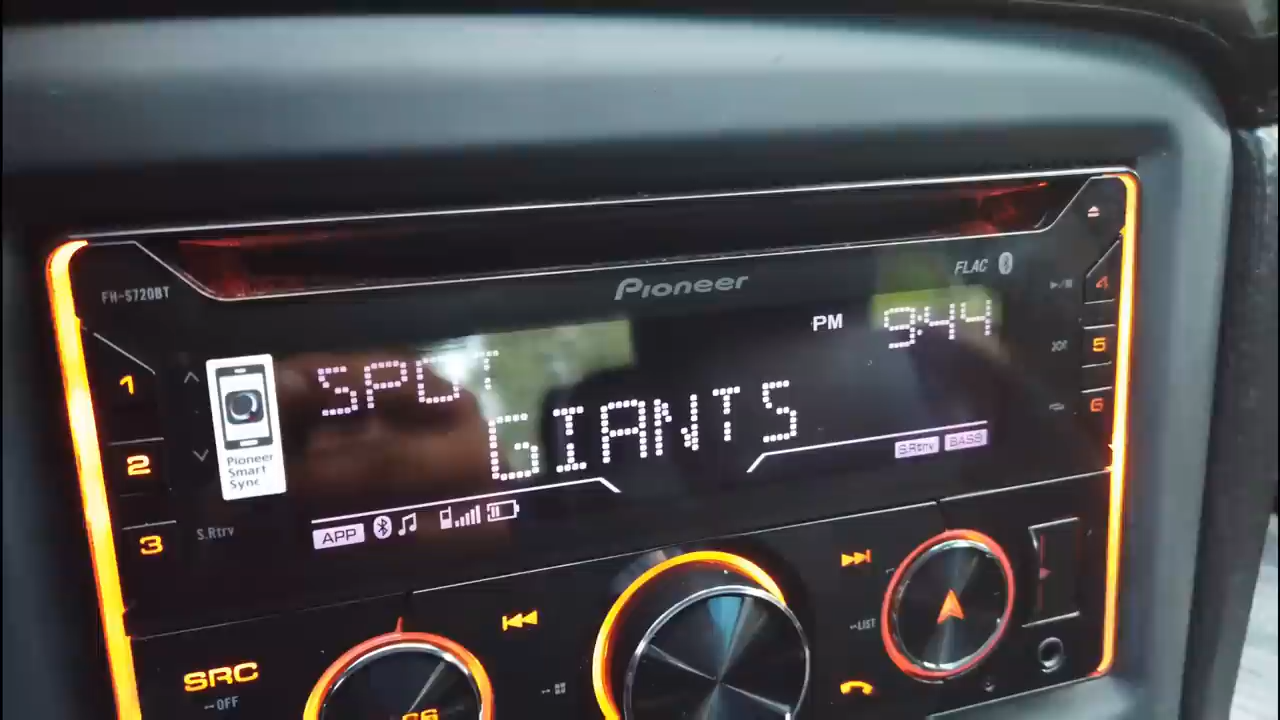 FLAC
Pioneer
FH-S720BT
PM 9:44
4
5
6
1
2
3
SPOT
GIANTS
Pioneer
Smart
Sync
S.Rtrv BASS
S.Rtrv
APP
LIST
SRC
OFF